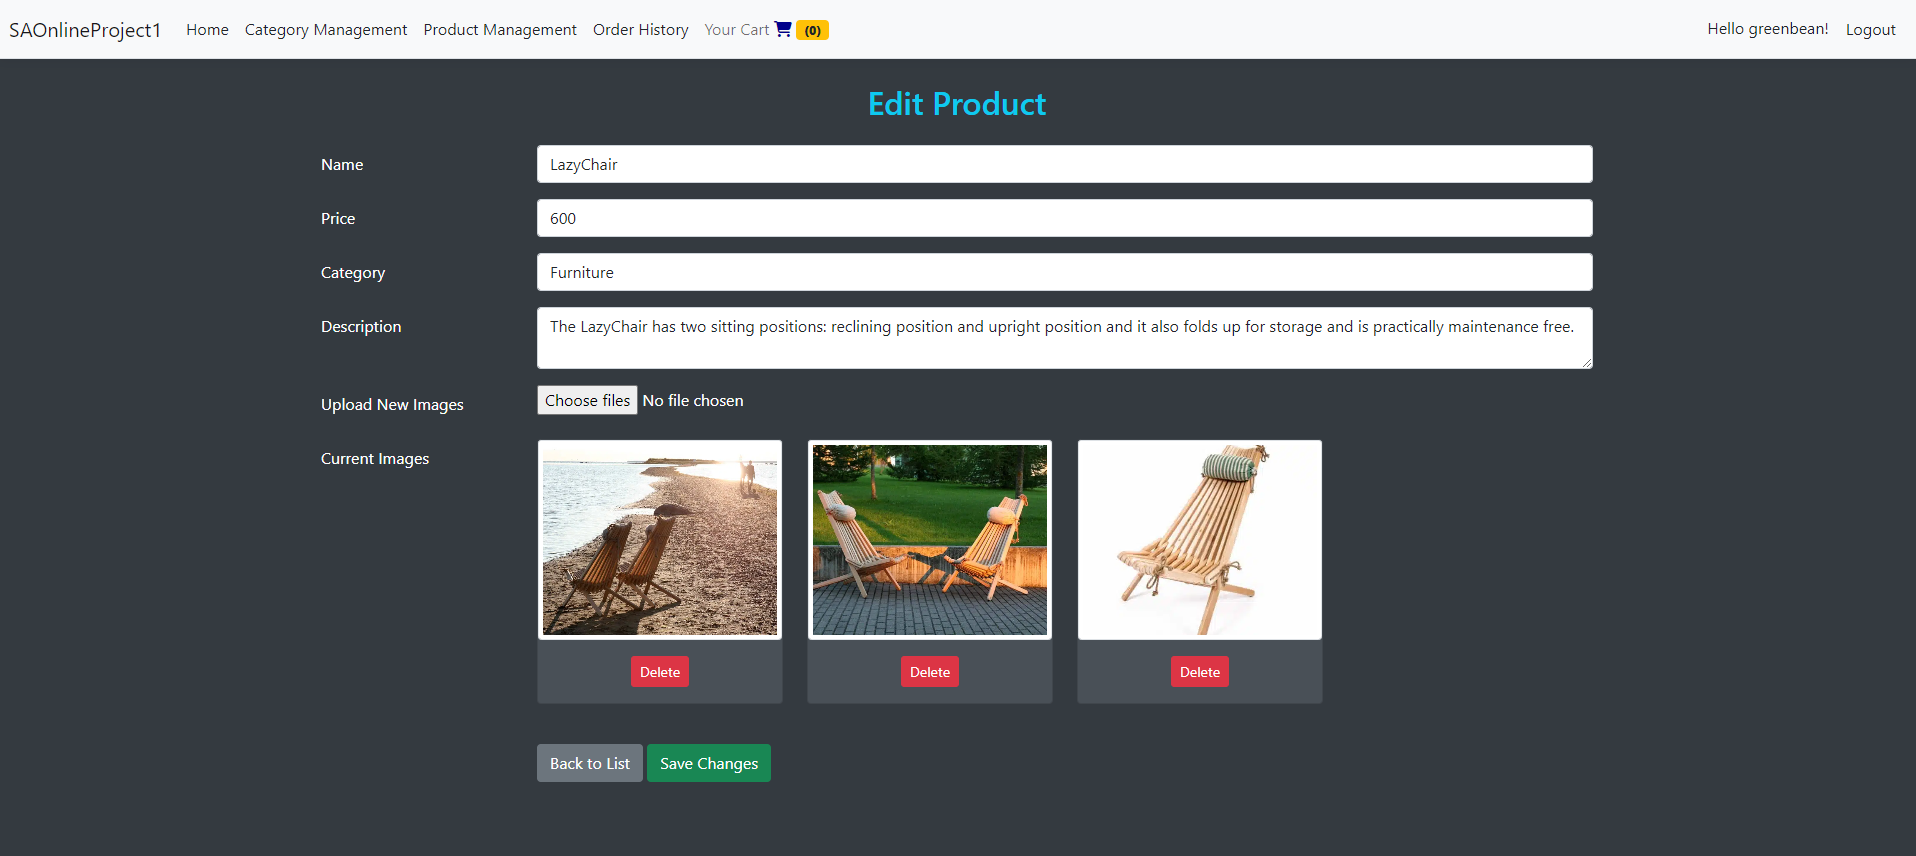 SAOnlineProject1 Home Category Management Product Management Order History Your Cart (0) Hello greenbean! Logout
Edit Product
Name LazyChair
Price 600
Category Furniture
Description The LazyChair has two sitting positions: reclining position and upright position and it also folds up for storage and is practically maintenance free.
Upload New Images Choose files No file chosen
Current Images
Delete Delete Delete
Back to List Save Changes